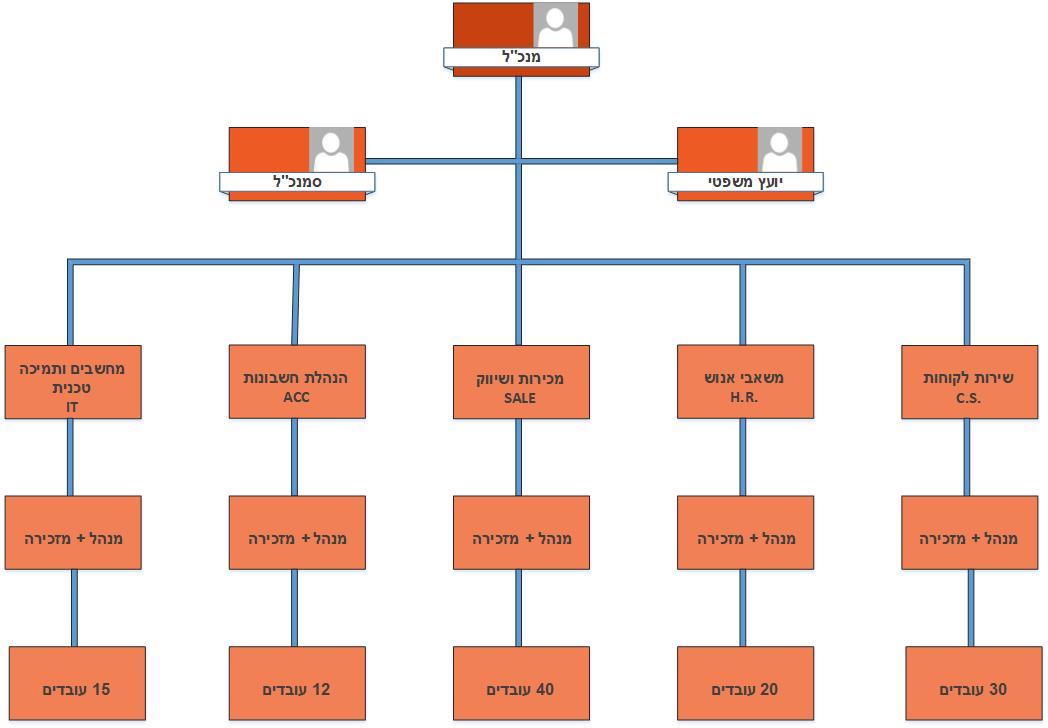 מנכ"ל
יועץ משפטי
סמנכ"ל
שירות לקוחות
C.S.
משאבי אנוש
H.R.
מכירות ושיווק
SALE
הנהלת חשבונות
ACC
מחשבים ותמיכה
טכנית
IT
מנהל + מזכירה
מנהל + מזכירה
מנהל + מזכירה
מנהל + מזכירה
מנהל + מזכירה
30 עובדים
20 עובדים
40 עובדים
12 עובדים
15 עובדים